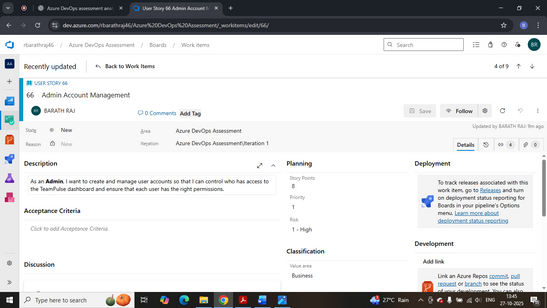 Azure DevOps assessment and
User Story 66 Admin Account M
dev.azure.com/rbarathraj46/Azure%20DevOps%20Assessment/_workitems/edit/66/
rbarathraj46 / Azure DevOps Assessment / Boards / Work items
Search
BR
AA
Recently updated
Back to Work Items
4 of 9
USER STORY 66
66 Admin Account Management
BR BARATH RAJ
0 Comments
Add Tag
Save
Follow
State New
Area Azure DevOps Assessment
Updated by BARATH RAJ: 9m ago
Reason New
Iteration Azure DevOps Assessment\Iteration 1
Details
4
0
Description
As an Admin, I want to create and manage user accounts so that I can control who has access to
the TeamPulse dashboard and ensure that each user has the right permissions.
Acceptance Criteria
Click to add Acceptance Criteria.
Discussion
Planning
Story Points
8
Priority
1
Risk
1 - High
Classification
Value area
Business
Deployment
To track releases associated with this
work item, go to Releases and turn
on deployment status reporting for
Boards in your pipeline's Options
menu. Learn more about
deployment status reporting
Development
Add link
Link an Azure Repos commit, pull
request or branch to see the status
of your development. You can also
Type here to search
27°C Rain
ENG
13:45
27-10-2025